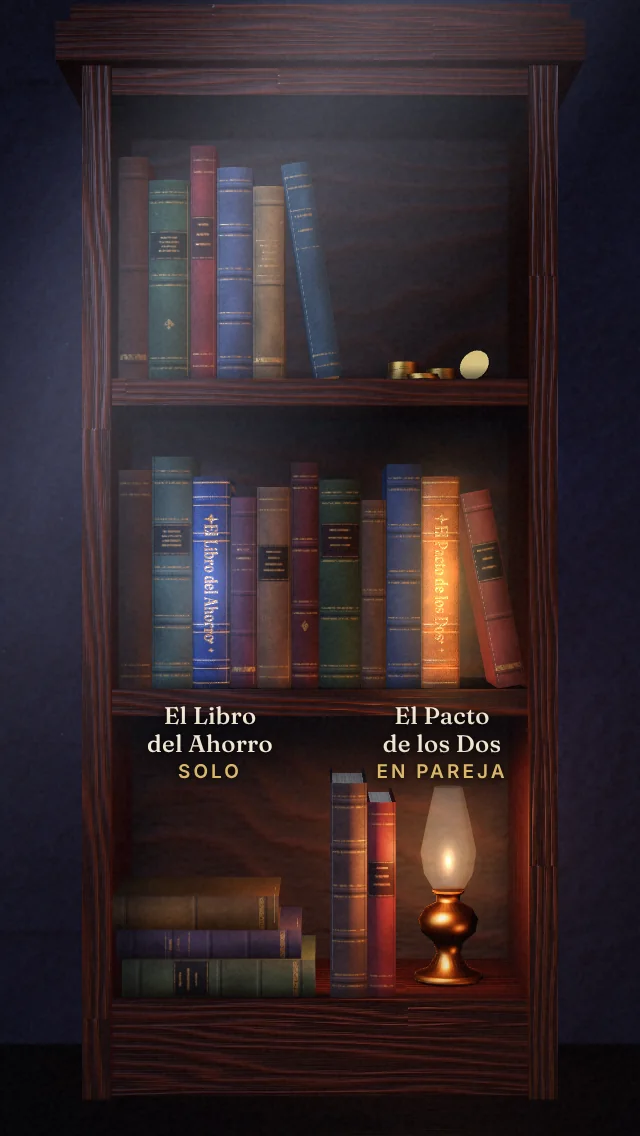 El Libro del Ahorro
El Pacto de los Dos
El Libro
del Ahorro
SOLO
El Pacto
de los Dos
EN PAREJA